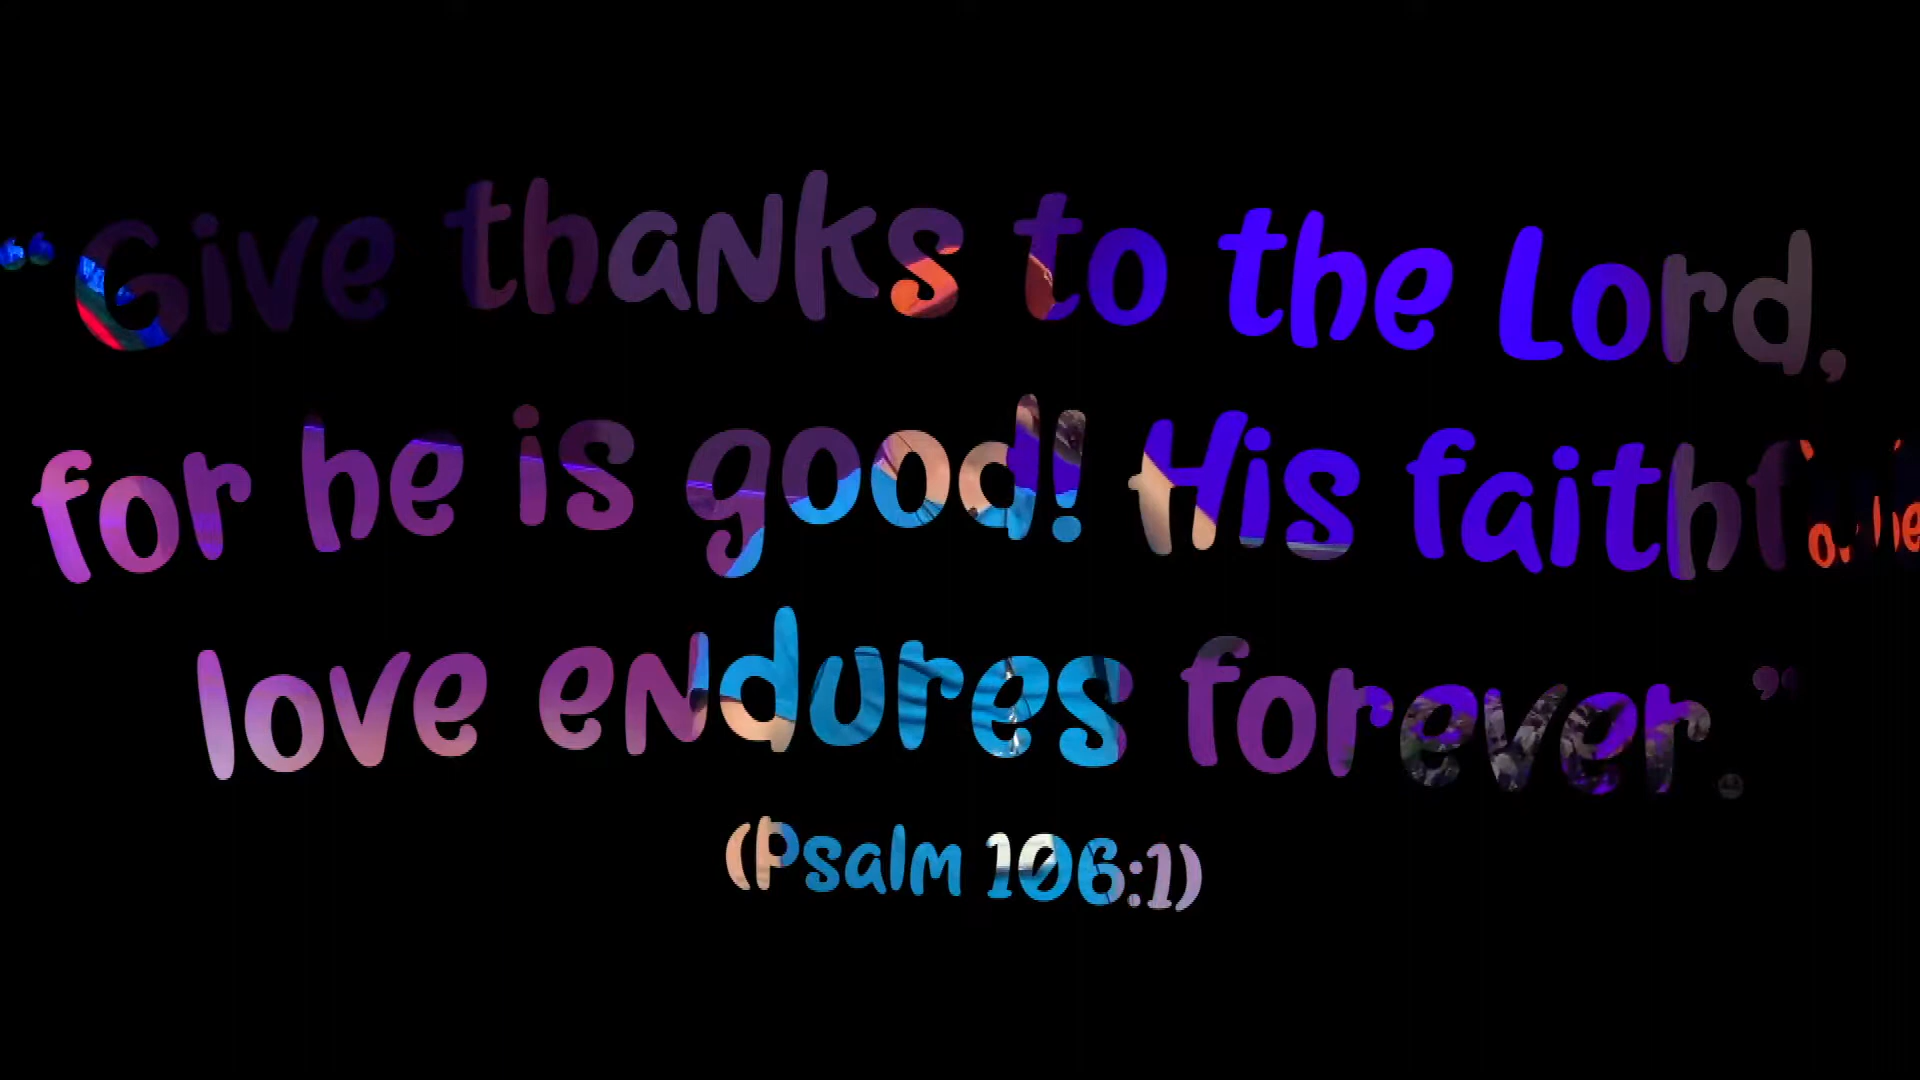 “Give thanks to the Lord,
for he is good! His faithful
love endures forever.”
(Psalm 106:1)